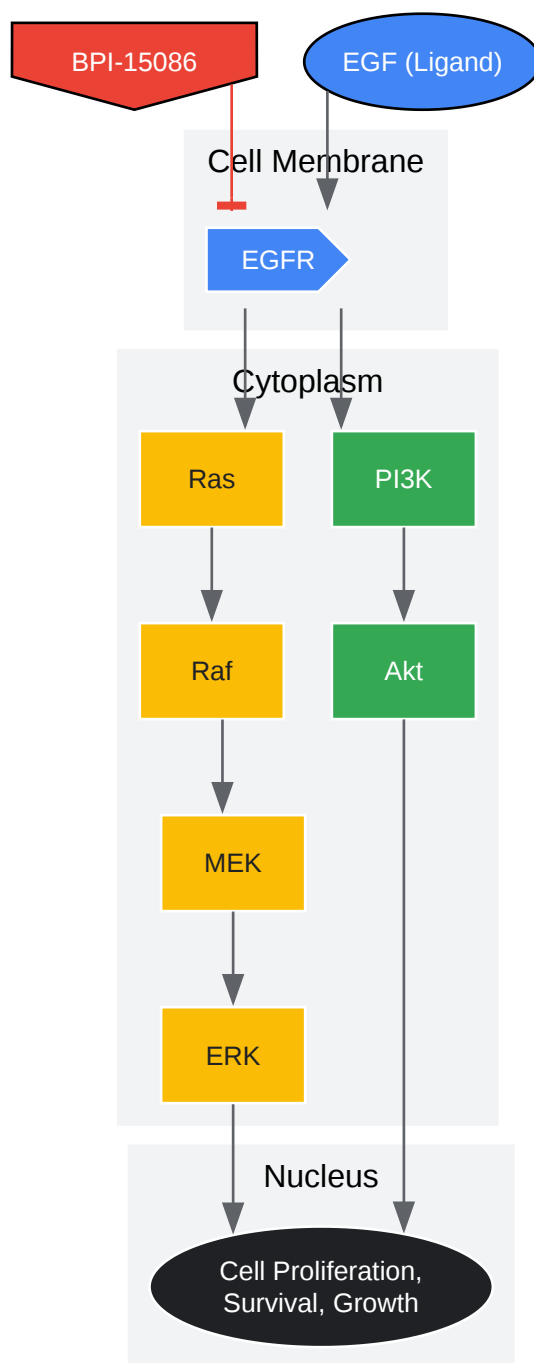 BPI-15086
EGF (Ligand)
Cell Membrane
EGFR
Cytoplasm
Ras
PI3K
Raf
Akt
MEK
ERK
Nucleus
Cell Proliferation,
Survival, Growth